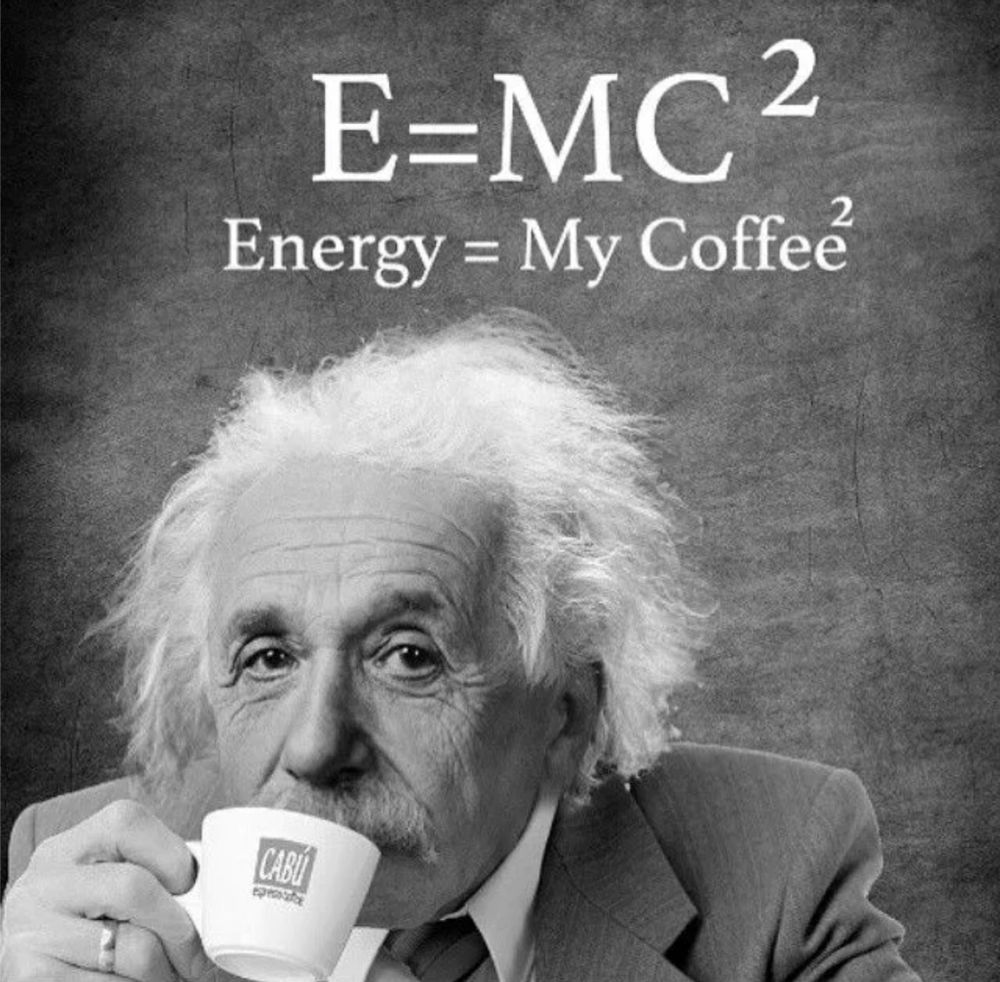 E=MC²
Energy = My Coffee²
CABÚ